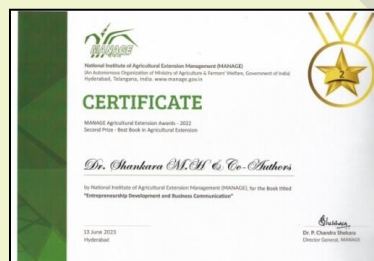 MANAGE
National Institute of Agricultural Extension Management (MANAGE)
(An Autonomous Organization of Ministry of Agriculture & Farmers' Welfare, Government of India)
Hyderabad, Telangana, India. www.manage.gov.in
2
CERTIFICATE
MANAGE Agricultural Extension Awards - 2022
Second Prize - Best Book in Agricultural Extension
Dr. Shankara M.H & Co-Authors
by National Institute of Agricultural Extension Management (MANAGE), for the Book titled
"Entrepreneurship Development and Business Communication"
13 June 2023
Hyderabad
Dr. P. Chandra Shekara
Director General, MANAGE